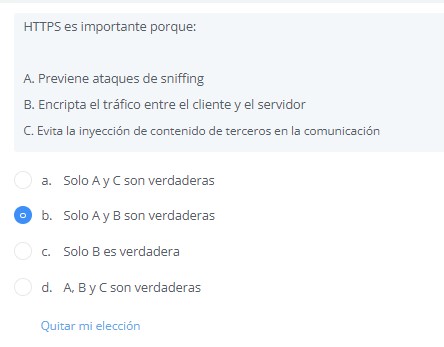 HTTPS es importante porque:
A. Previene ataques de sniffing
B. Encripta el tráfico entre el cliente y el servidor
C. Evita la inyección de contenido de terceros en la comunicación
a. Solo A y C son verdaderas
b. Solo A y B son verdaderas
c. Solo B es verdadera
d. A, B y C son verdaderas
Quitar mi elección